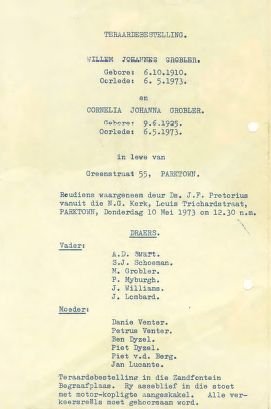 TERAARDEBESTELLING.
WILLEM JOHANNES GROBLER.
Gebore: 6.10.1910.
Oorlede: 6. 5.1973.
en
CORNELIA JOHANNA GROBLER.
Gebore: 9.6.1925.
Oorlede: 6.5.1973.
in lewe van
Greenstraat 55, PARKTOWN.
Reudiens waargeneem deur Ds. J.F. Pretorius
vanuit die N.G. Kerk, Louis Trichardstraat,
PARKTOWN, Donderdag 10 Mei 1973 om 12.30 n.m.
DRAERS.
Vader:
A.D. Swart.
S.J. Schoeman.
M. Grobler.
P. Myburgh.
J. Williams.
J. Lombard.
Moeder:
Danie Venter.
Petrus Venter.
Ben Dyzel.
Piet Dyzel.
Piet v.d. Berg.
Jan Lucante.
Teraardebestelling in die Zandfontein
Begraafplaas. Ry asseblief in die stoet
met motor-kopligte aangeskakel. Alle ver-
keersreëls moet gehoorsaam word.